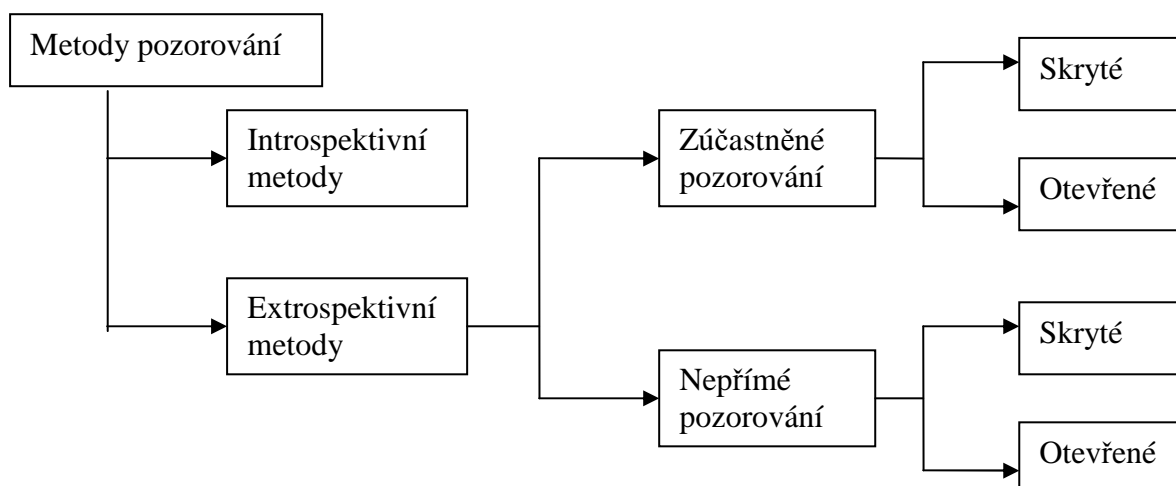 Metody pozorování
Introspektivní
metody
Extrospektivní
metody
Zúčastněné
pozorování
Skryté
Otevřené
Nepřímé
pozorování
Skryté
Otevřené